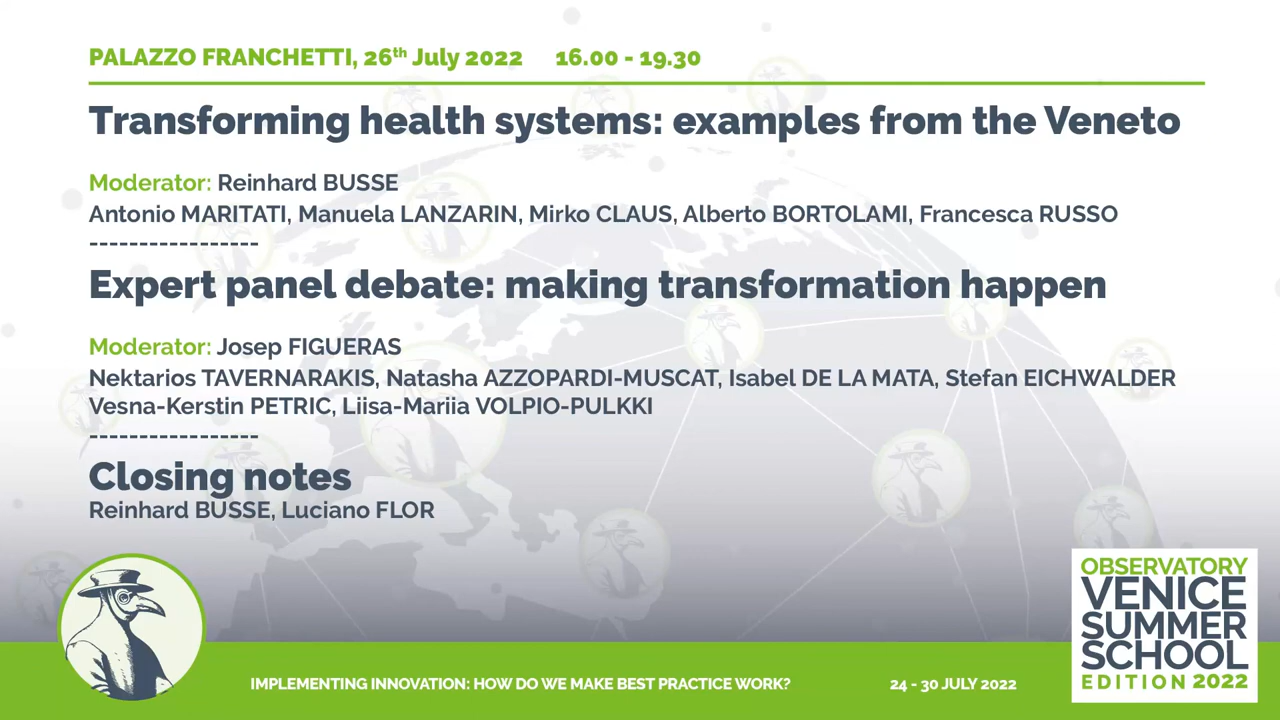 PALAZZO FRANCHETTI, 26th July 2022 16.00 - 19.30
Transforming health systems: examples from the Veneto
Moderator: Reinhard BUSSE
Antonio MARITATI, Manuela LANZARIN, Mirko CLAUS, Alberto BORTOLAMI, Francesca RUSSO
-----------------
Expert panel debate: making transformation happen
Moderator: Josep FIGUERAS
Nektarios TAVERNARAKIS, Natasha AZZOPARDI-MUSCAT, Isabel DE LA MATA, Stefan EICHWALDER
Vesna-Kerstin PETRIC, Liisa-Mariia VOLPIO-PULKKI
-----------------
Closing notes
Reinhard BUSSE, Luciano FLOR
IMPLEMENTING INNOVATION: HOW DO WE MAKE BEST PRACTICE WORK? 24 - 30 JULY 2022
OBSERVATORY
VENICE
SUMMER
SCHOOL
EDITION 2022